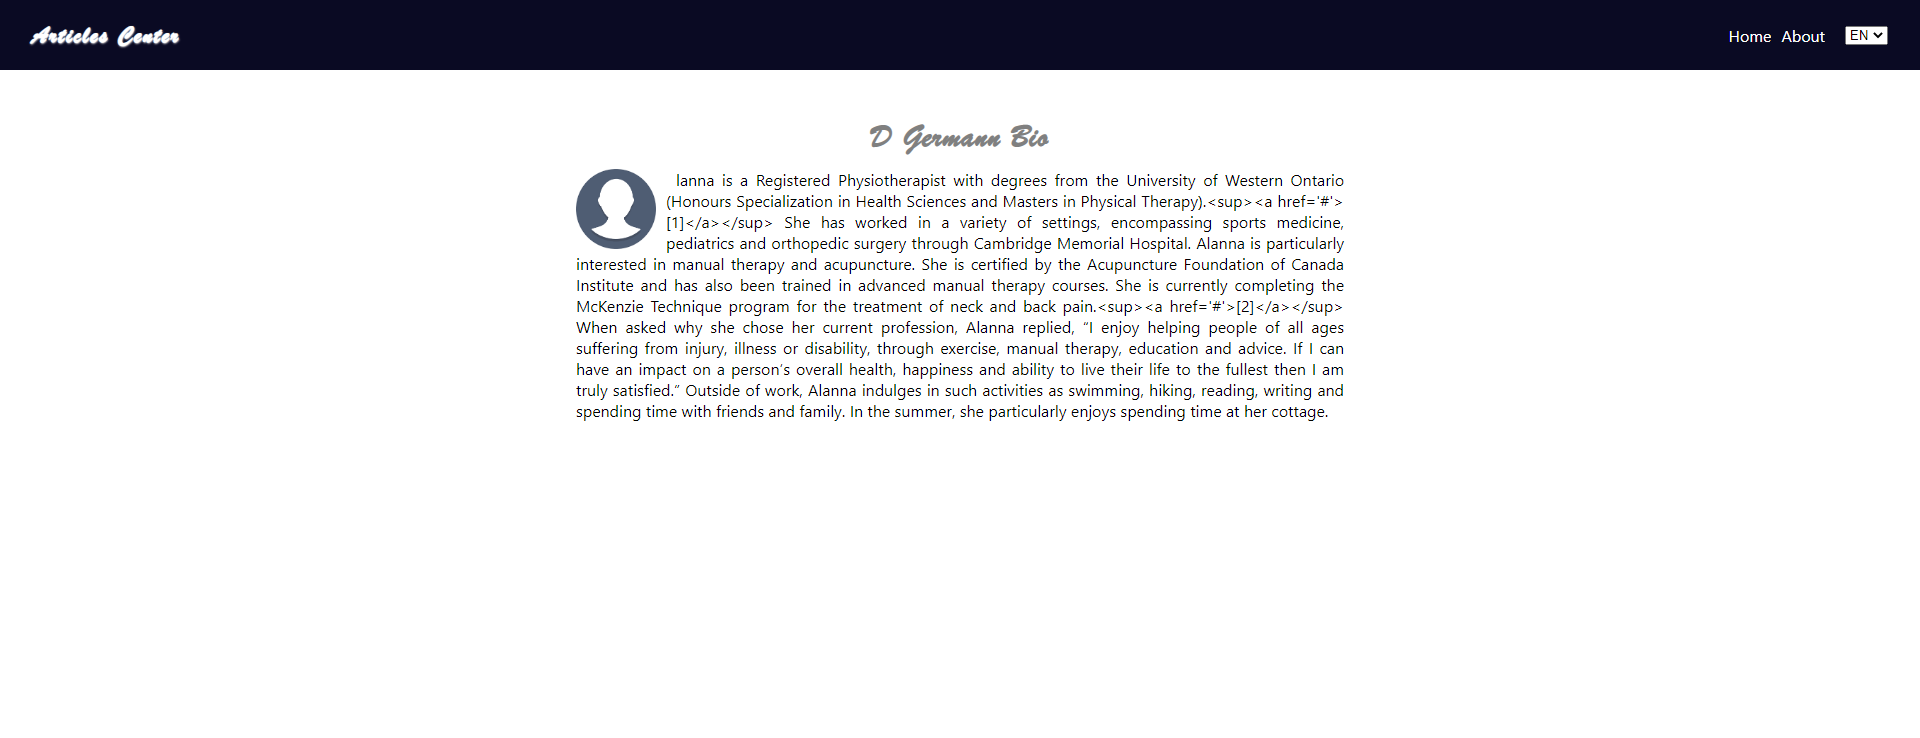 Articles Center
Home About EN
D Germann Bio
lanna is a Registered Physiotherapist with degrees from the University of Western Ontario
(Honours Specialization in Health Sciences and Masters in Physical Therapy).<sup><a href='#'>
[1]</a></sup> She has worked in a variety of settings, encompassing sports medicine,
pediatrics and orthopedic surgery through Cambridge Memorial Hospital. Alanna is particularly
interested in manual therapy and acupuncture. She is certified by the Acupuncture Foundation of Canada
Institute and has also been trained in advanced manual therapy courses. She is currently completing the
McKenzie Technique program for the treatment of neck and back pain.<sup><a href='#'>[2]</a></sup>
When asked why she chose her current profession, Alanna replied, “I enjoy helping people of all ages
suffering from injury, illness or disability, through exercise, manual therapy, education and advice. If I can
have an impact on a person’s overall health, happiness and ability to live their life to the fullest then I am
truly satisfied.” Outside of work, Alanna indulges in such activities as swimming, hiking, reading, writing and
spending time with friends and family. In the summer, she particularly enjoys spending time at her cottage.